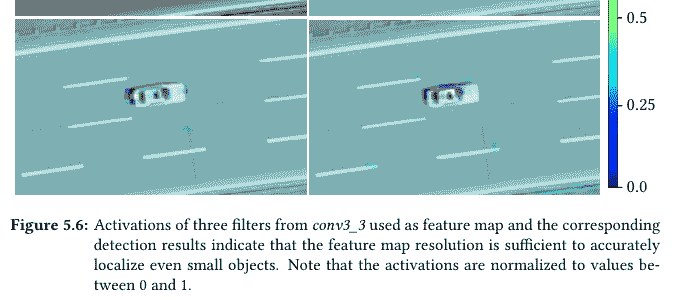 0.5
0.25
0.0
Figure 5.6: Activations of three filters from conv3_3 used as feature map and the corresponding
detection results indicate that the feature map resolution is sufficient to accurately
localize even small objects. Note that the activations are normalized to values be-
tween 0 and 1.